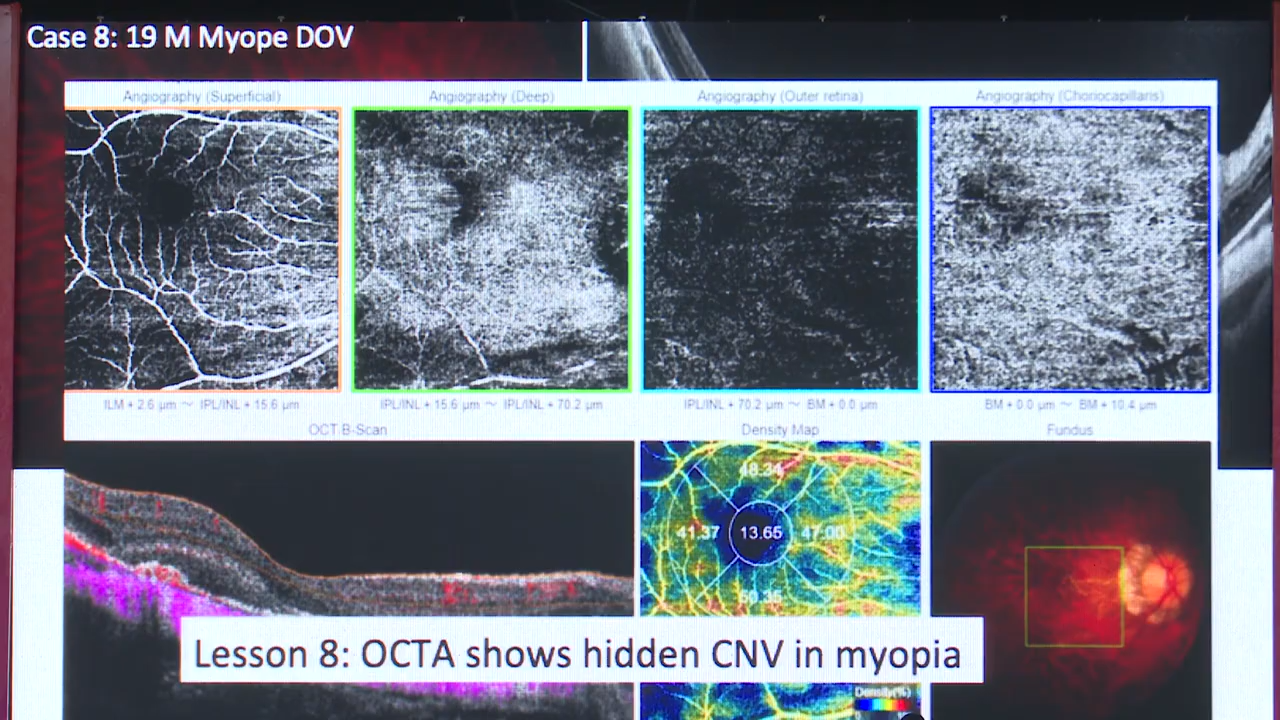 Case 8: 19 M Myope DOV
Angiography (Superficial)
Angiography (Deep)
Angiography (Outer retina)
Angiography (Choriocapillaris)
ILM + 2.6 µm ~ IPL/INL + 15.6 µm
IPL/INL + 15.6 µm ~ IPL/INL + 70.2 µm
IPL/INL + 70.2 µm ~ BM + 0.0 µm
BM + 0.0 µm ~ BM + 10.4 µm
OCT B-Scan
Density Map
Fundus
48.34
41.37
13.65
47.00
50.35
Lesson 8: OCTA shows hidden CNV in myopia
Density(%)